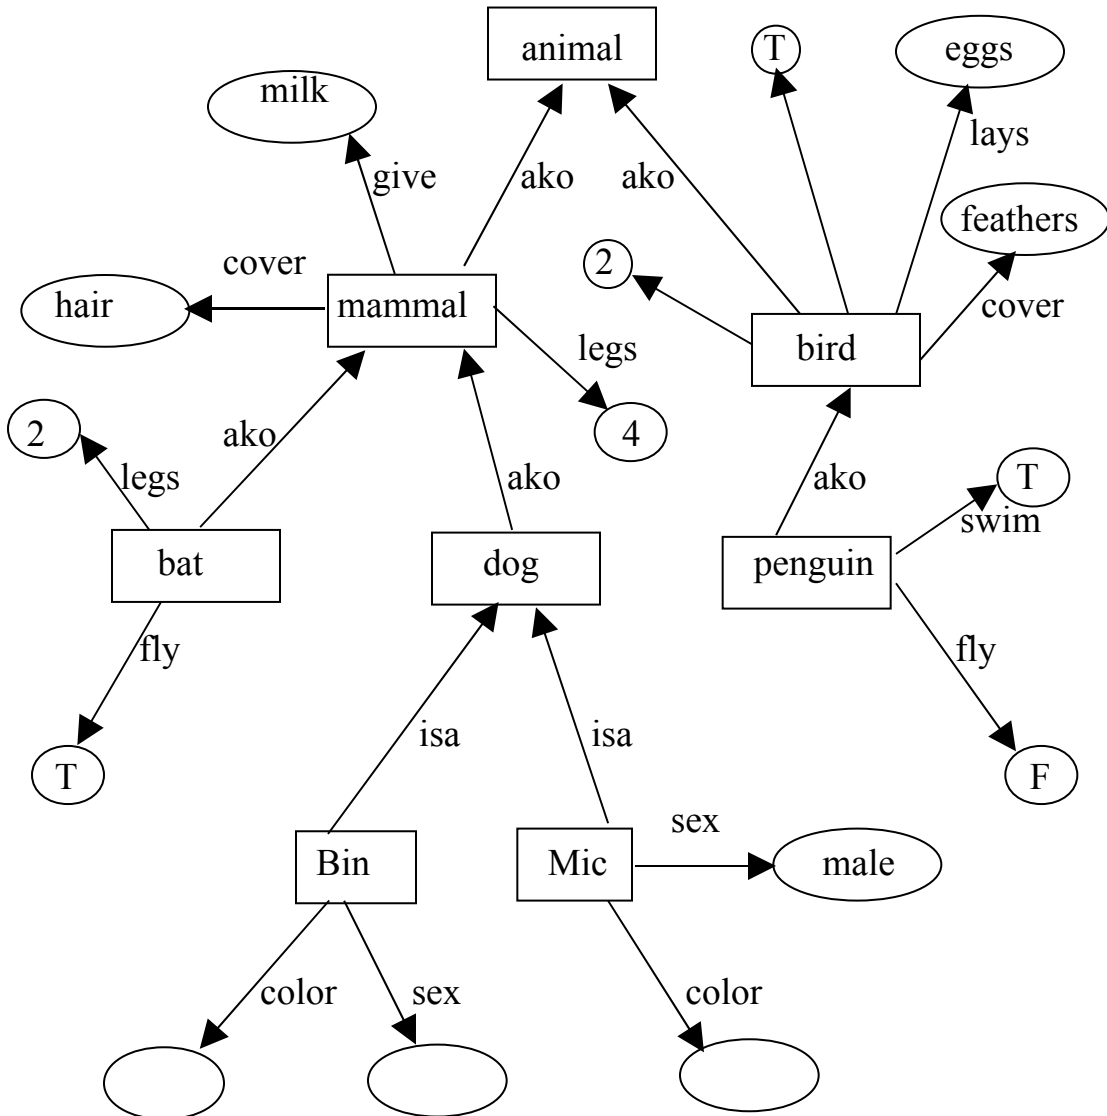 animal
T
eggs
milk
lays
give
ako
ako
feathers
cover
2
hair
mammal
cover
bird
legs
2
ako
4
legs
ako
ako
T
swim
bat
dog
penguin
fly
fly
isa
isa
T
F
sex
Bin
Mic
male
color
sex
color